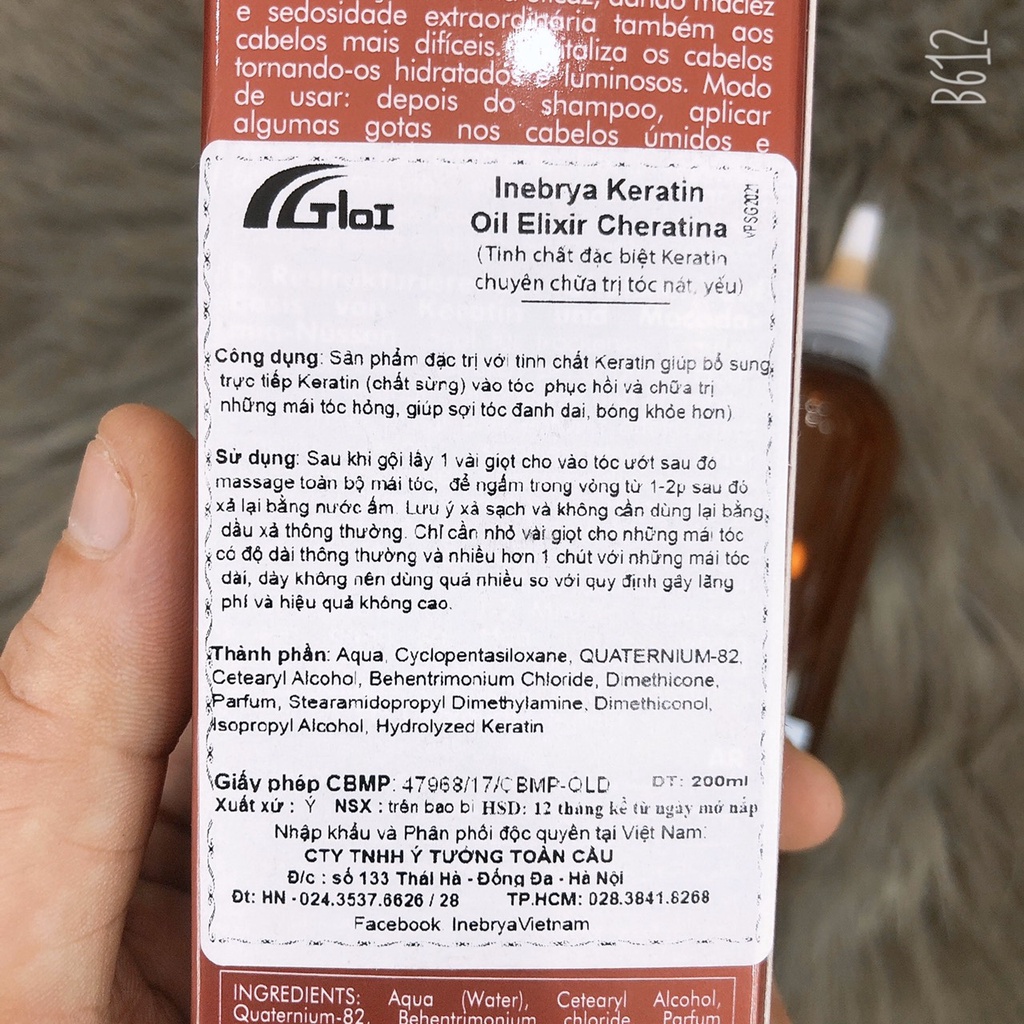 e sedosidade extraordinária também aos
cabelos mais difíceis. os cabelos
tornando-os hidratados e luminosos. Modo
de usar: depois do shampoo, aplicar
algumas gotas nos cabelos úmidos e
B612
Gloi
Inebrya Keratin
Oil Elixir Cheratina
VPSG2021
(Tinh chất đặc biệt Keratin
chuyên chữa trị tóc nát, yếu)
Công dụng: Sản phẩm đặc trị với tinh chất Keratin giúp bổ sung
trực tiếp Keratin (chất sừng) vào tóc phục hồi và chữa trị
những mái tóc hỏng, giúp sợi tóc đanh dai, bóng khỏe hơn)
Sử dụng: Sau khi gội lấy 1 vài giọt cho vào tóc ướt sau đó
massage toàn bộ mái tóc, để ngấm trong vòng từ 1-2p sau đó
xả lại bằng nước ấm. Lưu ý xả sạch và không cần dùng lại bằng
dầu xả thông thường. Chỉ cần nhỏ vài giọt cho những mái tóc
có độ dài thông thường và nhiều hơn 1 chút với những mái tóc
dài, dày không nên dùng quá nhiều so với quy định gây lãng
phí và hiệu quả không cao.
Thành phần: Aqua, Cyclopentasiloxane, QUATERNIUM-82,
Cetearyl Alcohol, Behentrimonium Chloride, Dimethicone,
Parfum, Stearamidopropyl Dimethylamine, Dimethiconol,
Isopropyl Alcohol, Hydrolyzed Keratin
Giấy phép CBMP: 47968/17/CBMP-QLD DT: 200ml
Xuất xứ : Ý NSX : trên bao bì HSD: 12 tháng kể từ ngày mở nắp
Nhập khẩu và Phân phối độc quyền tại Việt Nam:
CTY TNHH Ý TƯỞNG TOÀN CẦU
Đ/c : số 133 Thái Hà - Đống Đa - Hà Nội
Đt: HN - 024.3537.6626 / 28 TP.HCM: 028.3841.8268
Facebook InebryaVietnam
INGREDIENTS: Aqua (Water), Cetearyl Alcohol,
Quaternium-82, Behentrimonium chloride, Parfum